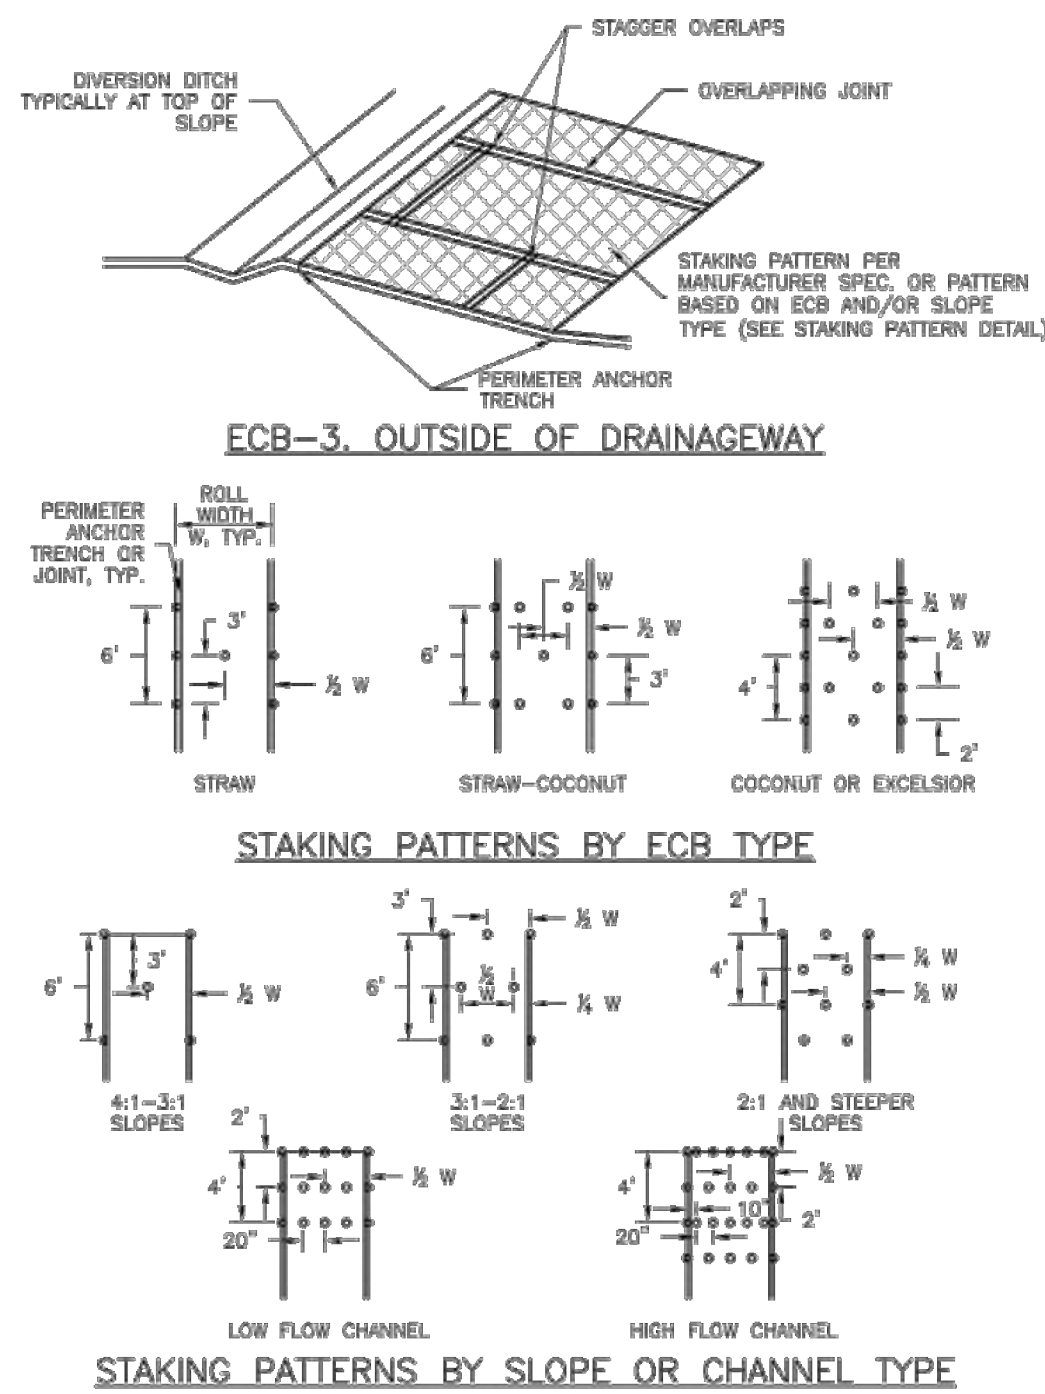 STAGGER OVERLAPS
DIVERSION DITCH
TYPICALLY AT TOP OF
SLOPE
OVERLAPPING JOINT
STAKING PATTERN PER
MANUFACTURER SPEC. OR PATTERN
BASED ON ECB AND/OR SLOPE
TYPE (SEE STAKING PATTERN DETAIL)
PERIMETER ANCHOR
TRENCH
ECB-3. OUTSIDE OF DRAINAGEWAY
PERIMETER
ANCHOR
TRENCH OR
JOINT, TYP.
ROLL
WIDTH
W, TYP.
3'
6'
½ W
STRAW
½ W
½ W
6'
3'
STRAW-COCONUT
½ W
½ W
4'
2'
COCONUT OR EXCELSIOR
STAKING PATTERNS BY ECB TYPE
6'
3'
½ W
4:1-3:1
SLOPES
3'
½ W
6'
½
W
¼ W
3:1-2:1
SLOPES
2'
4'
¼ W
½ W
2:1 AND STEEPER
SLOPES
2'
4'
½ W
20"
LOW FLOW CHANNEL
4'
½ W
10"
2'
20"
HIGH FLOW CHANNEL
STAKING PATTERNS BY SLOPE OR CHANNEL TYPE